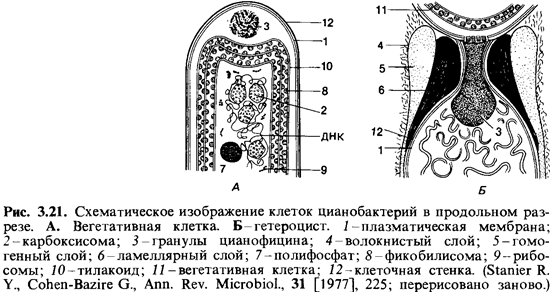 3
12
1
10
8
2
ДНК
7
9
А
11
4
5
6
3
12
1
Б
Рис. 3.21. Схематическое изображение клеток цианобактерий в продольном раз-
резе. А. Вегетативная клетка. Б–гетероцист. 1–плазматическая мембрана;
2–карбоксисома; 3–гранулы цианофицина; 4–волокнистый слой; 5–гомо-
генный слой; 6–ламеллярный слой; 7–полифосфат; 8–фикобилисома; 9–рибо-
сомы; 10–тилакоид; 11–вегетативная клетка; 12–клеточная стенка. (Stanier R.
Y., Cohen-Bazire G., Ann. Rev. Microbiol., 31 [1977], 225; перерисовано заново.)